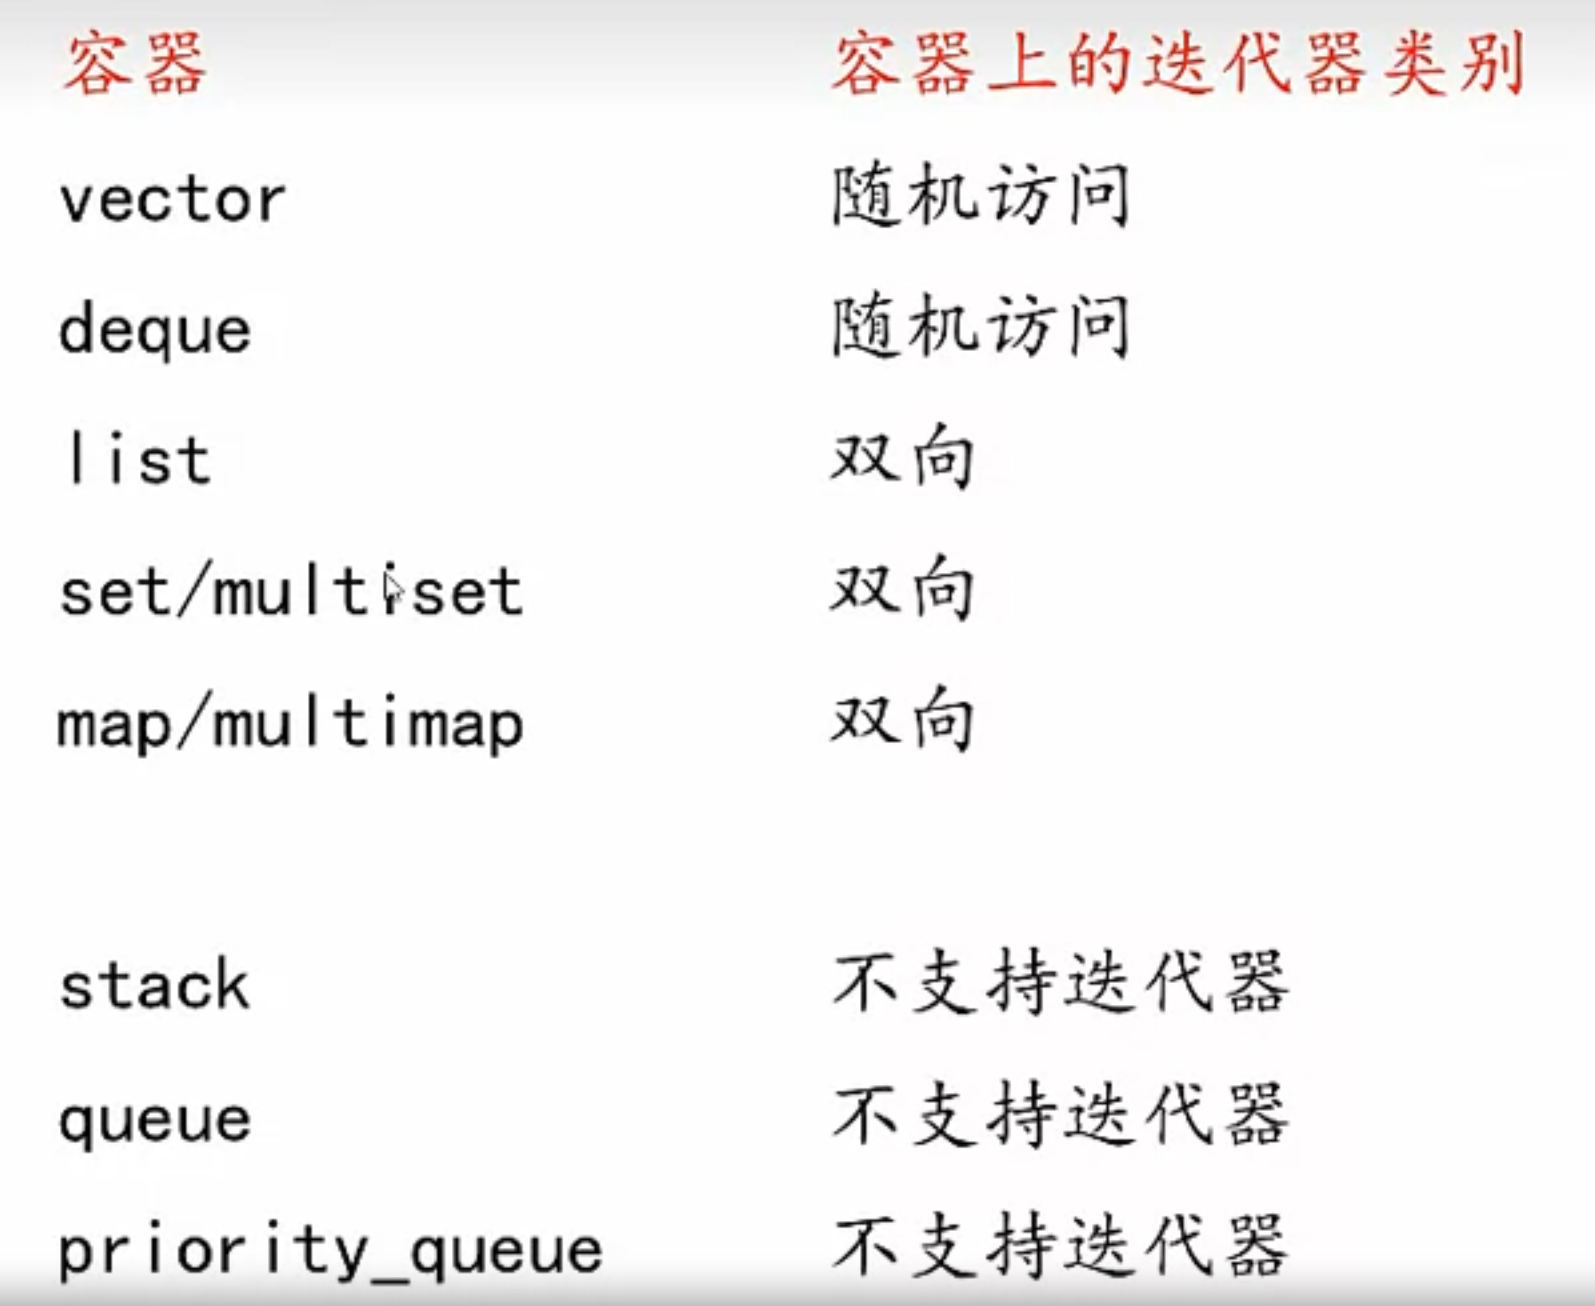 容器 容器上的迭代器类别
vector 随机访问
deque 随机访问
list 双向
set/multiset 双向
map/multimap 双向
stack 不支持迭代器
queue 不支持迭代器
priority_queue 不支持迭代器